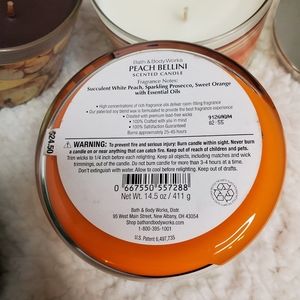 Bath & Body Works
PEACH BELLINI
SCENTED CANDLE
Fragrance Notes:
Succulent White Peach, Sparkling Prosecco, Sweet Orange
with Essential Oils
• High concentrations of rich fragrance oils deliver room-filling fragrance
• Our patented soy blend wax is formulated to provide the best fragrance experience
• Created with premium lead-free wicks
• 100% Crafted with you in mind
• 100% Satisfaction Guaranteed
Burns approximately 25-45 hours
$24.50
WARNING: To prevent fire and serious injury: Burn candle within sight. Never burn
a candle on or near anything that can catch fire. Keep out of reach of children and pets.
Trim wicks to 1/4 inch before each lighting. Keep all objects, including matches and wick
trimmings, out of the candle. Do not burn candle for more than 3-4 hours at a time.
Don't extinguish with water. Allow to cool before relighting. Keep out of drafts.
0 667550 557288
Net Wt. 14.5 oz / 411 g
Bath & Body Works, Distr.
95 West Main Street, New Albany, OH 43054
Shop bathandbodyworks.com
1-800-395-1001
U.S. Patent 6,497,735